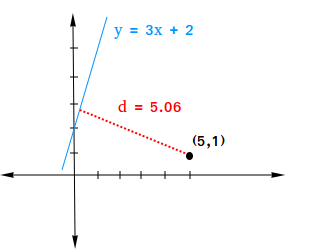 y = 3x + 2
d = 5.06
(5,1)